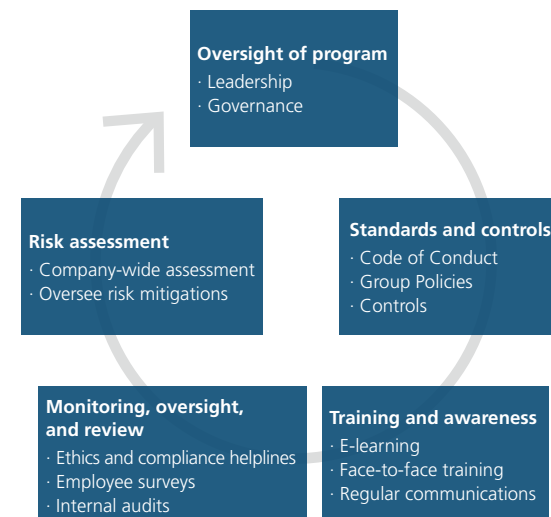 Oversight of program
· Leadership
· Governance
Standards and controls
· Code of Conduct
· Group Policies
· Controls
Training and awareness
· E-learning
· Face-to-face training
· Regular communications
Monitoring, oversight,
and review
· Ethics and compliance helplines
· Employee surveys
· Internal audits
Risk assessment
· Company-wide assessment
· Oversee risk mitigations